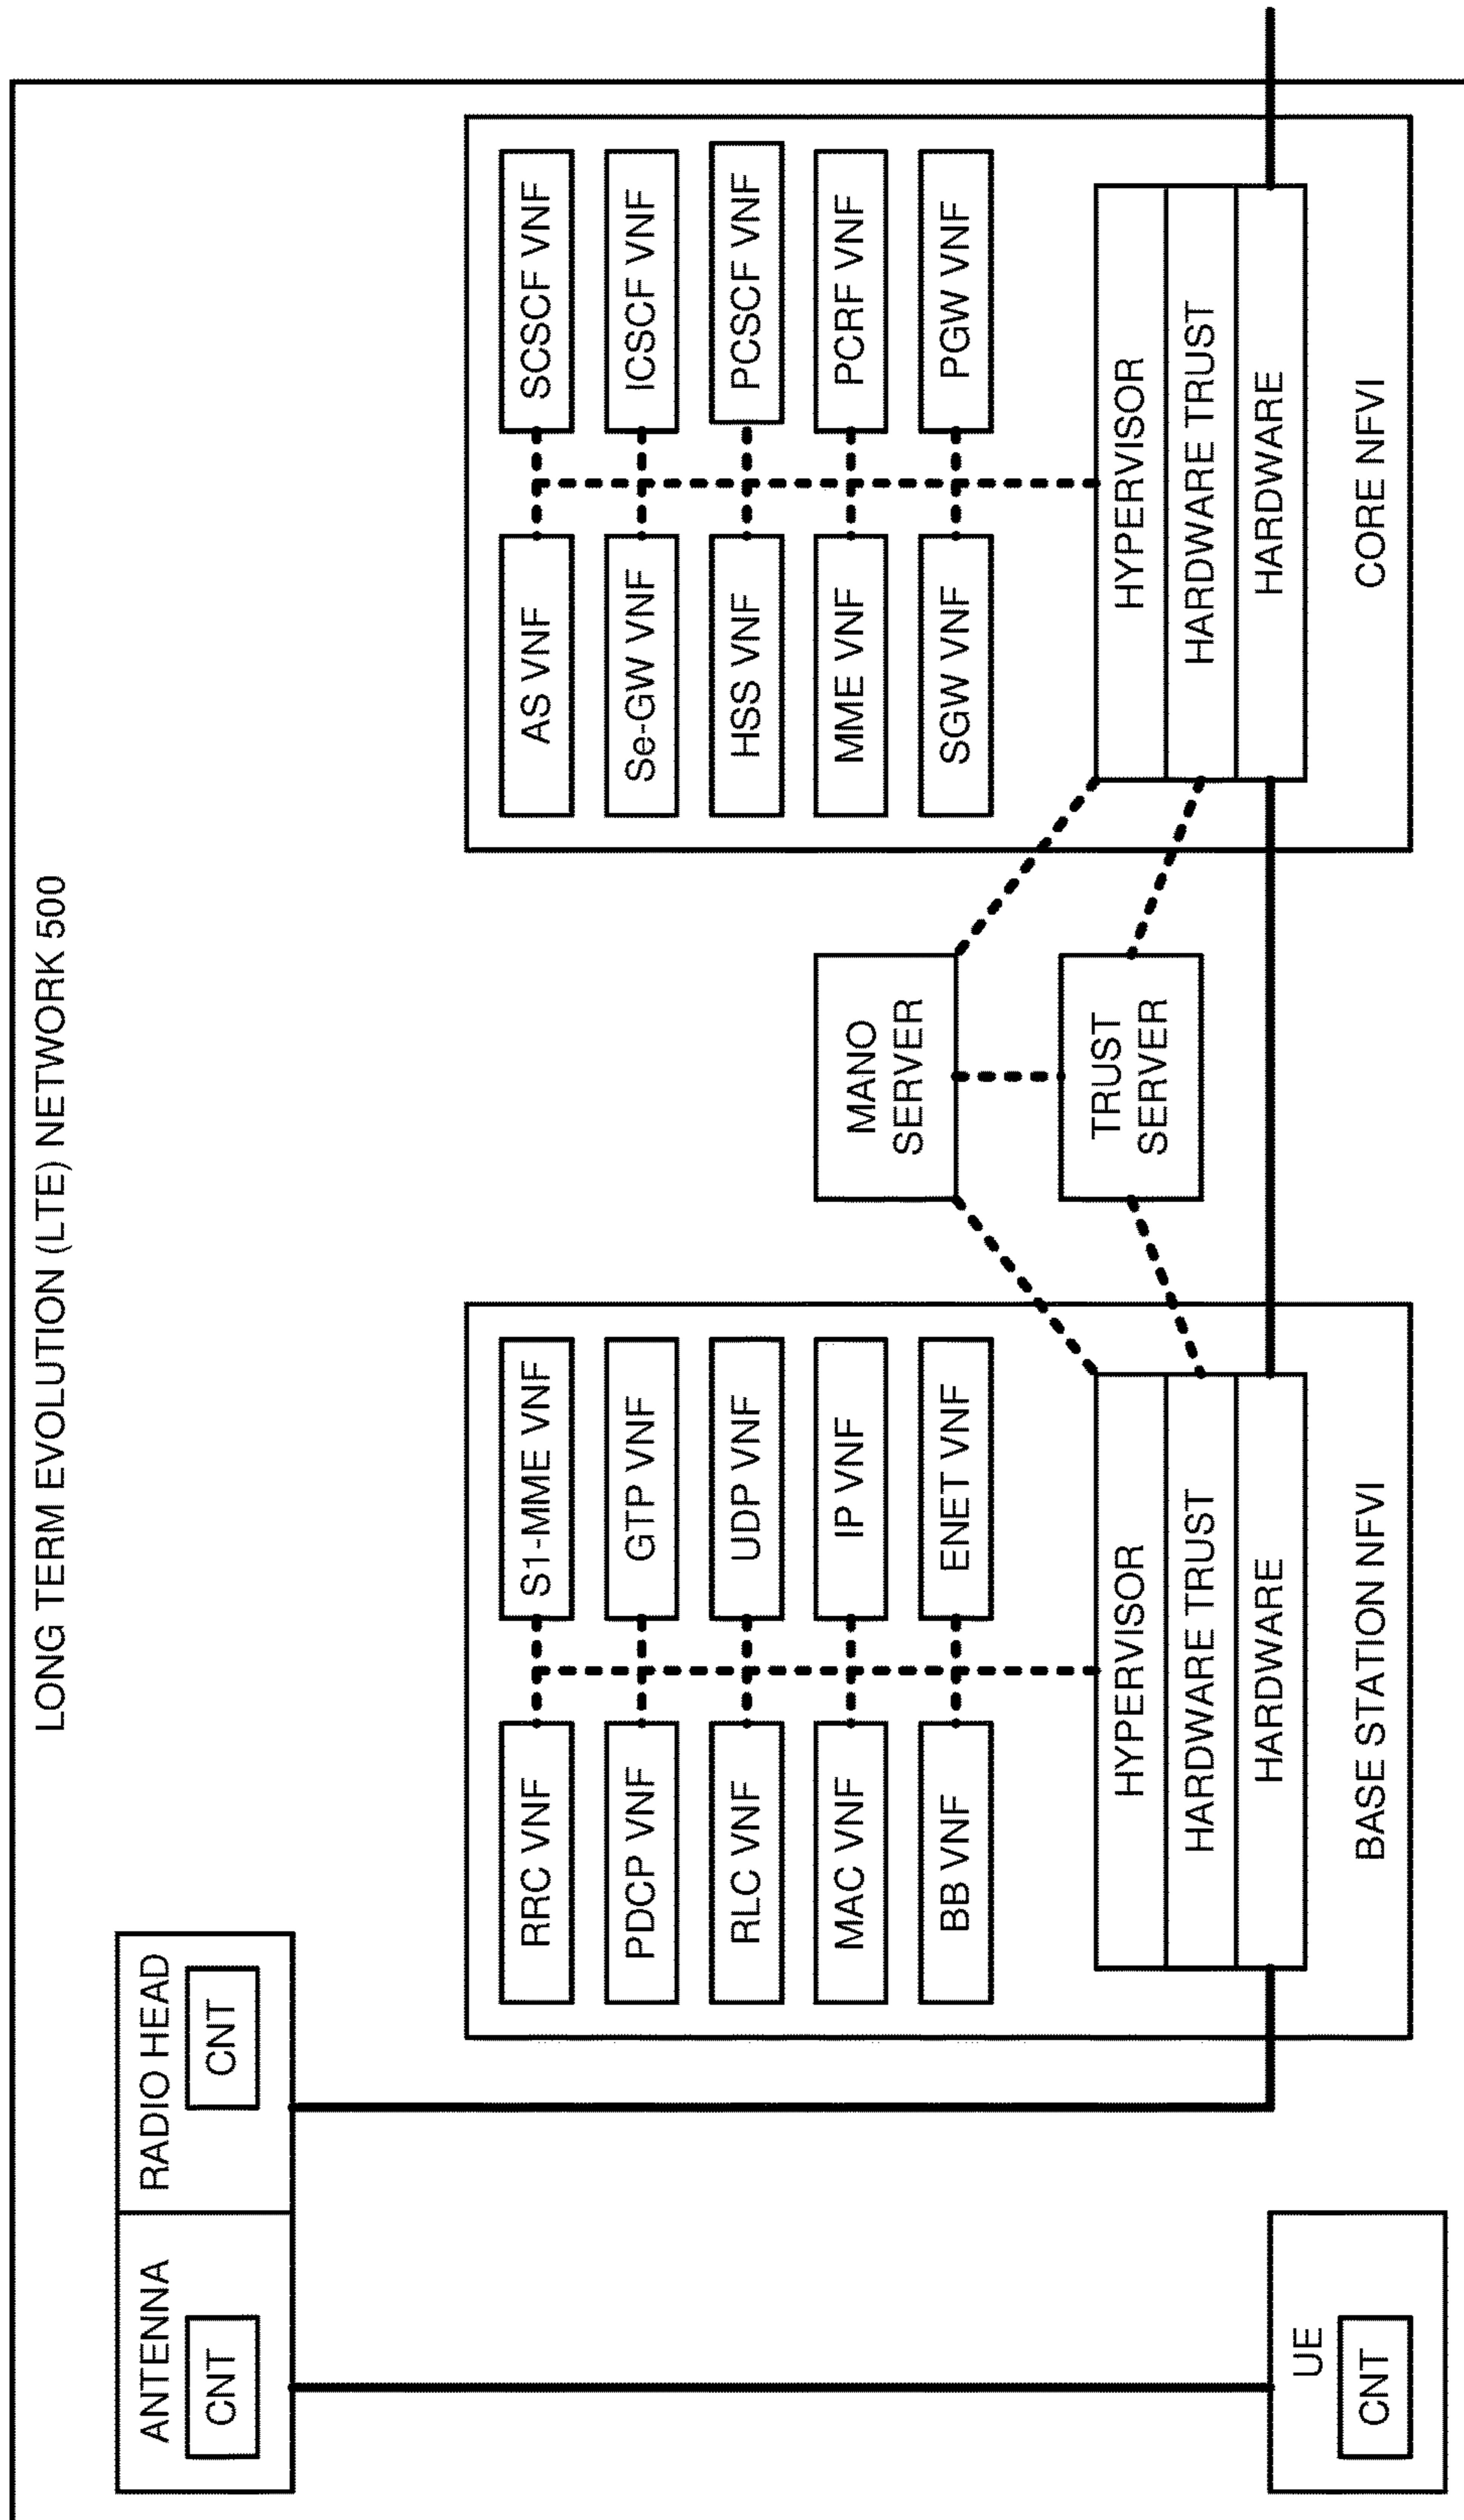 LONG TERM EVOLUTION (LTE) NETWORK 500
ANTENNA
CNT
RADIO HEAD
CNT
UE
CNT
RRC VNF
S1-MME VNF
PDCP VNF
GTP VNF
RLC VNF
UDP VNF
MAC VNF
IP VNF
BB VNF
ENET VNF
HYPERVISOR
HARDWARE TRUST
HARDWARE
BASE STATION NFVI
MANO
SERVER
TRUST
SERVER
AS VNF
SCSCF VNF
Se-GW VNF
ICSCF VNF
HSS VNF
PCSCF VNF
MME VNF
PCRF VNF
SGW VNF
PGW VNF
HYPERVISOR
HARDWARE TRUST
HARDWARE
CORE NFVI